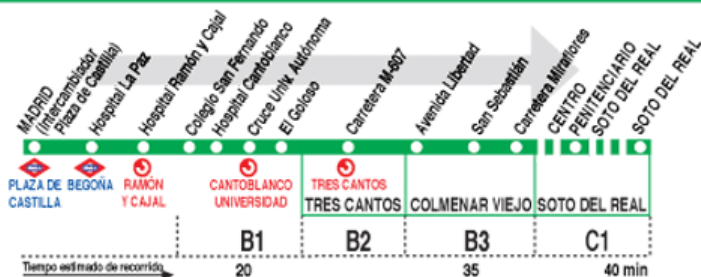 MADRID
(Intercambiador
Plaza de Castilla)
Hospital La Paz
Hospital Ramón y Cajal
Colegio San Fernando
Hospital Cantoblanco
Cruce Univ. Autónoma
El Goloso
Carretera M-607
Avenida Libertad
San Sebastián
Carretera Miraflores
CENTRO
PENITENCIARIO
SOTO DEL REAL
SOTO DEL REAL
PLAZA DE
CASTILLA
BEGOÑA
RAMÓN
Y CAJAL
CANTOBLANCO
UNIVERSIDAD
TRES CANTOS
TRES CANTOS
COLMENAR VIEJO
SOTO DEL REAL
B1
B2
B3
C1
Tiempo estimado de recorrido
20
35
40 min